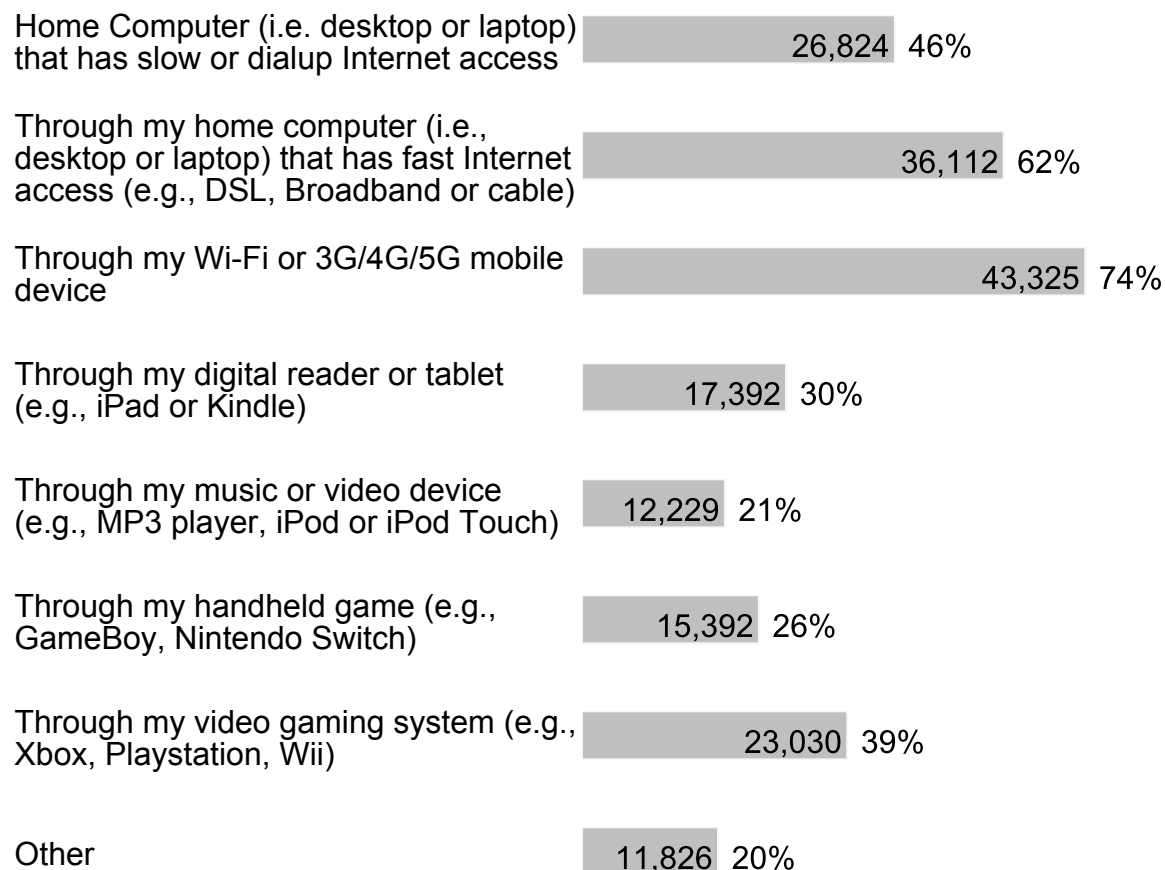 Home Computer (i.e. desktop or laptop)
that has slow or dialup Internet access
26,824 46%
Through my home computer (i.e.,
desktop or laptop) that has fast Internet
access (e.g., DSL, Broadband or cable)
36,112 62%
Through my Wi-Fi or 3G/4G/5G mobile
device
43,325 74%
Through my digital reader or tablet
(e.g., iPad or Kindle)
17,392 30%
Through my music or video device
(e.g., MP3 player, iPod or iPod Touch)
12,229 21%
Through my handheld game (e.g.,
GameBoy, Nintendo Switch)
15,392 26%
Through my video gaming system (e.g.,
Xbox, Playstation, Wii)
23,030 39%
Other
11,826 20%